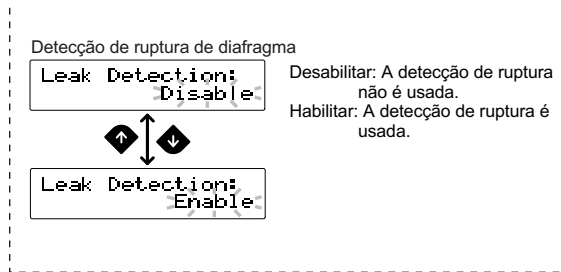 Detecção de ruptura de diafragma
Leak Detection:
Disable
Desabilitar: A detecção de ruptura
não é usada.
Habilitar: A detecção de ruptura é
usada.
Leak Detection:
Enable